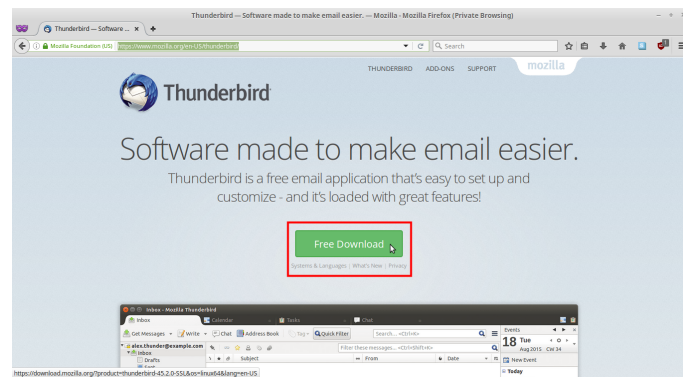 Thunderbird — Software made to make email easier. — Mozilla - Mozilla Firefox (Private Browsing)
Thunderbird — Software ... × +
Mozilla Foundation (US) https://www.mozilla.org/en-US/thunderbird/ Search
THUNDERBIRD ADD-ONS SUPPORT mozilla
Thunderbird
Software made to make email easier.
Thunderbird is a free email application that's easy to set up and
customize - and it's loaded with great features!
Free Download
Systems & Languages | What's New | Privacy
Inbox - Mozilla Thunderbird
Inbox Calendar Tasks Chat
Get Messages Write Chat Address Book Tag Quick Filter Search... <Ctrl+K> Events
alex.thunder@example.com Filter these messages... <Ctrl+Shift+K> 18 Tue
Inbox Subject From Date Aug 2015 CW 34
Drafts New Event
Today
https://download.mozilla.org/?product=thunderbird-45.2.0-SSL&os=linux64&lang=en-US